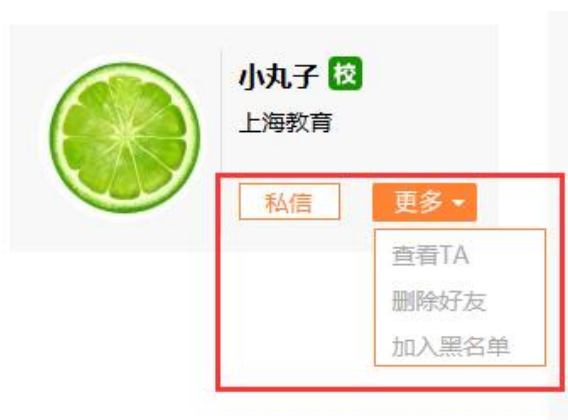 小丸子 校
上海教育
私信 更多
查看TA
删除好友
加入黑名单